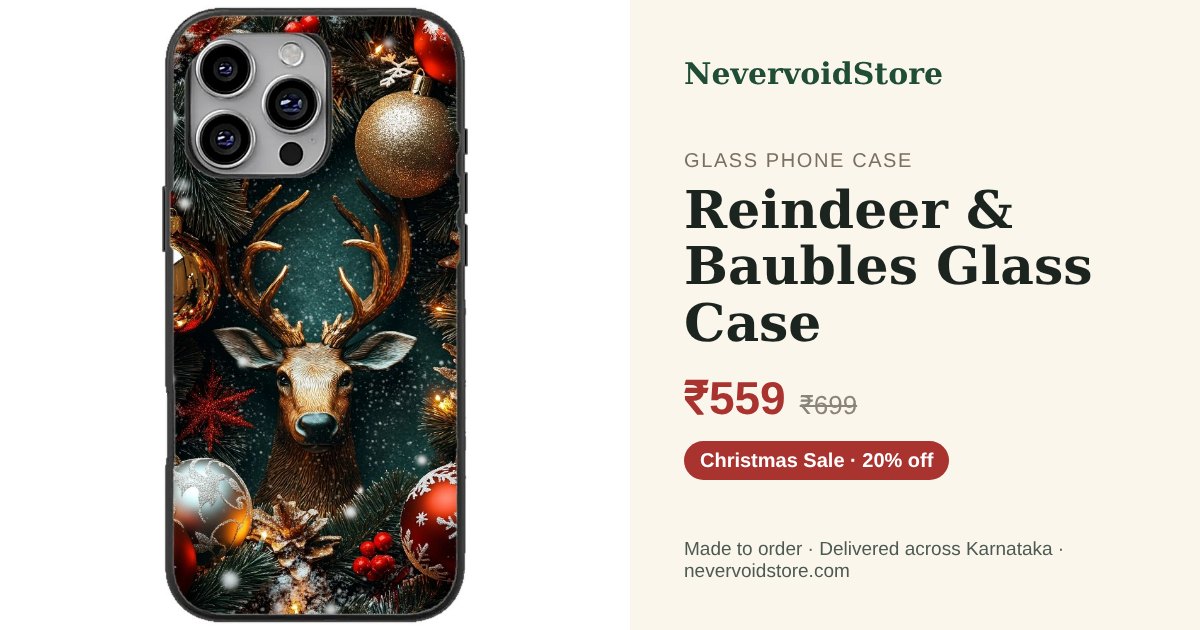 NevervoidStore
GLASS PHONE CASE
Reindeer &
Baubles Glass
Case
₹559 ₹699
Christmas Sale · 20% off
Made to order · Delivered across Karnataka ·
nevervoidstore.com